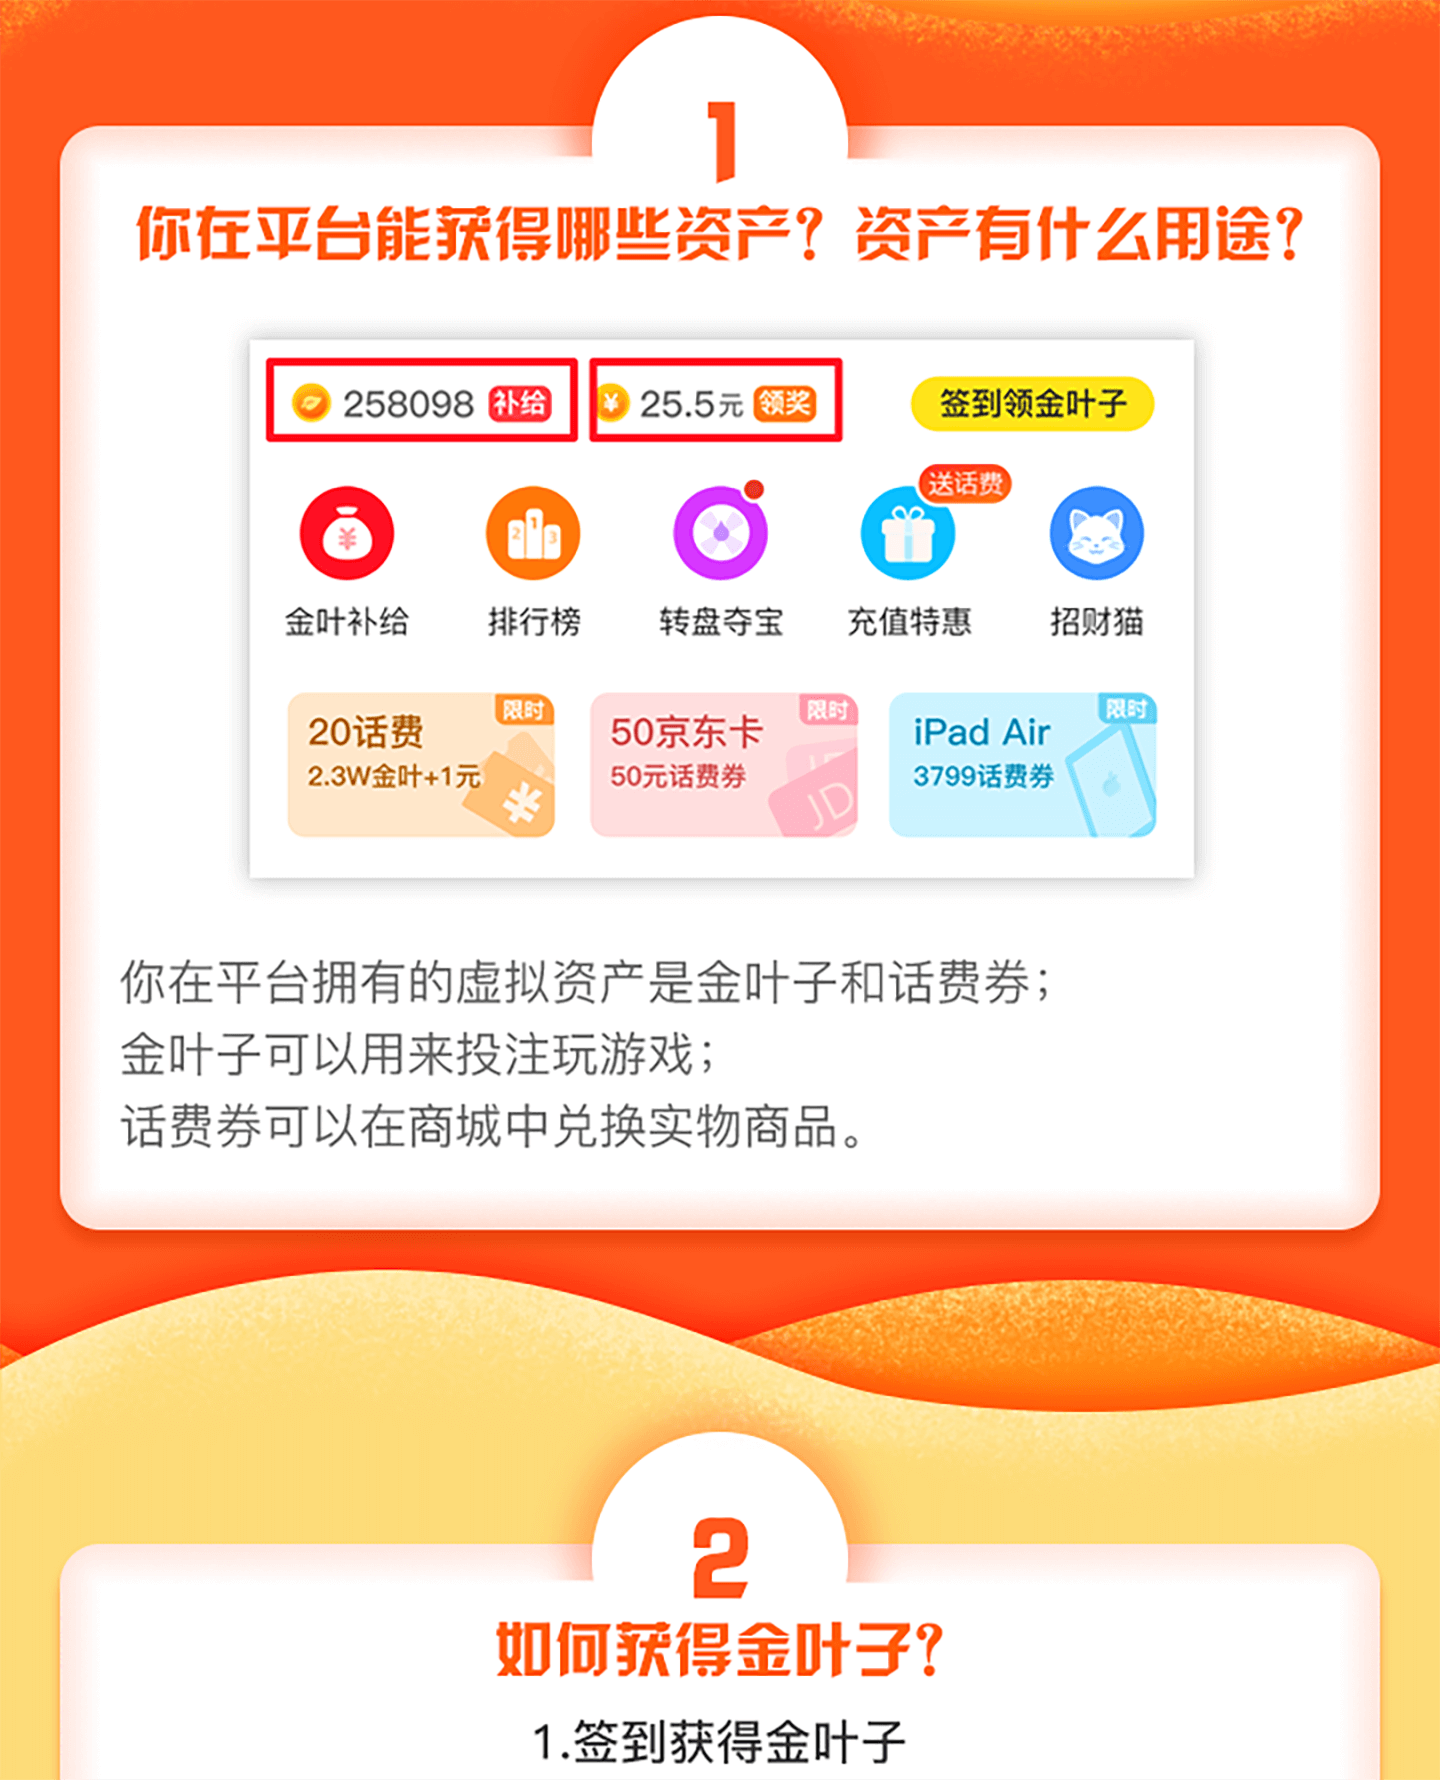 1
你在平台能获得哪些资产？资产有什么用途？
258098 补给 ¥ 25.5元 领奖 签到领金叶子
送话费
¥ 2 1 3
金叶补给 排行榜 转盘夺宝 充值特惠 招财猫
限时 限时 限时
20话费 50京东卡 iPad Air
2.3W金叶+1元 50元话费券 3799话费券
¥ JD
你在平台拥有的虚拟资产是金叶子和话费券；
金叶子可以用来投注玩游戏；
话费券可以在商城中兑换实物商品。
2
如何获得金叶子？
1.签到获得金叶子